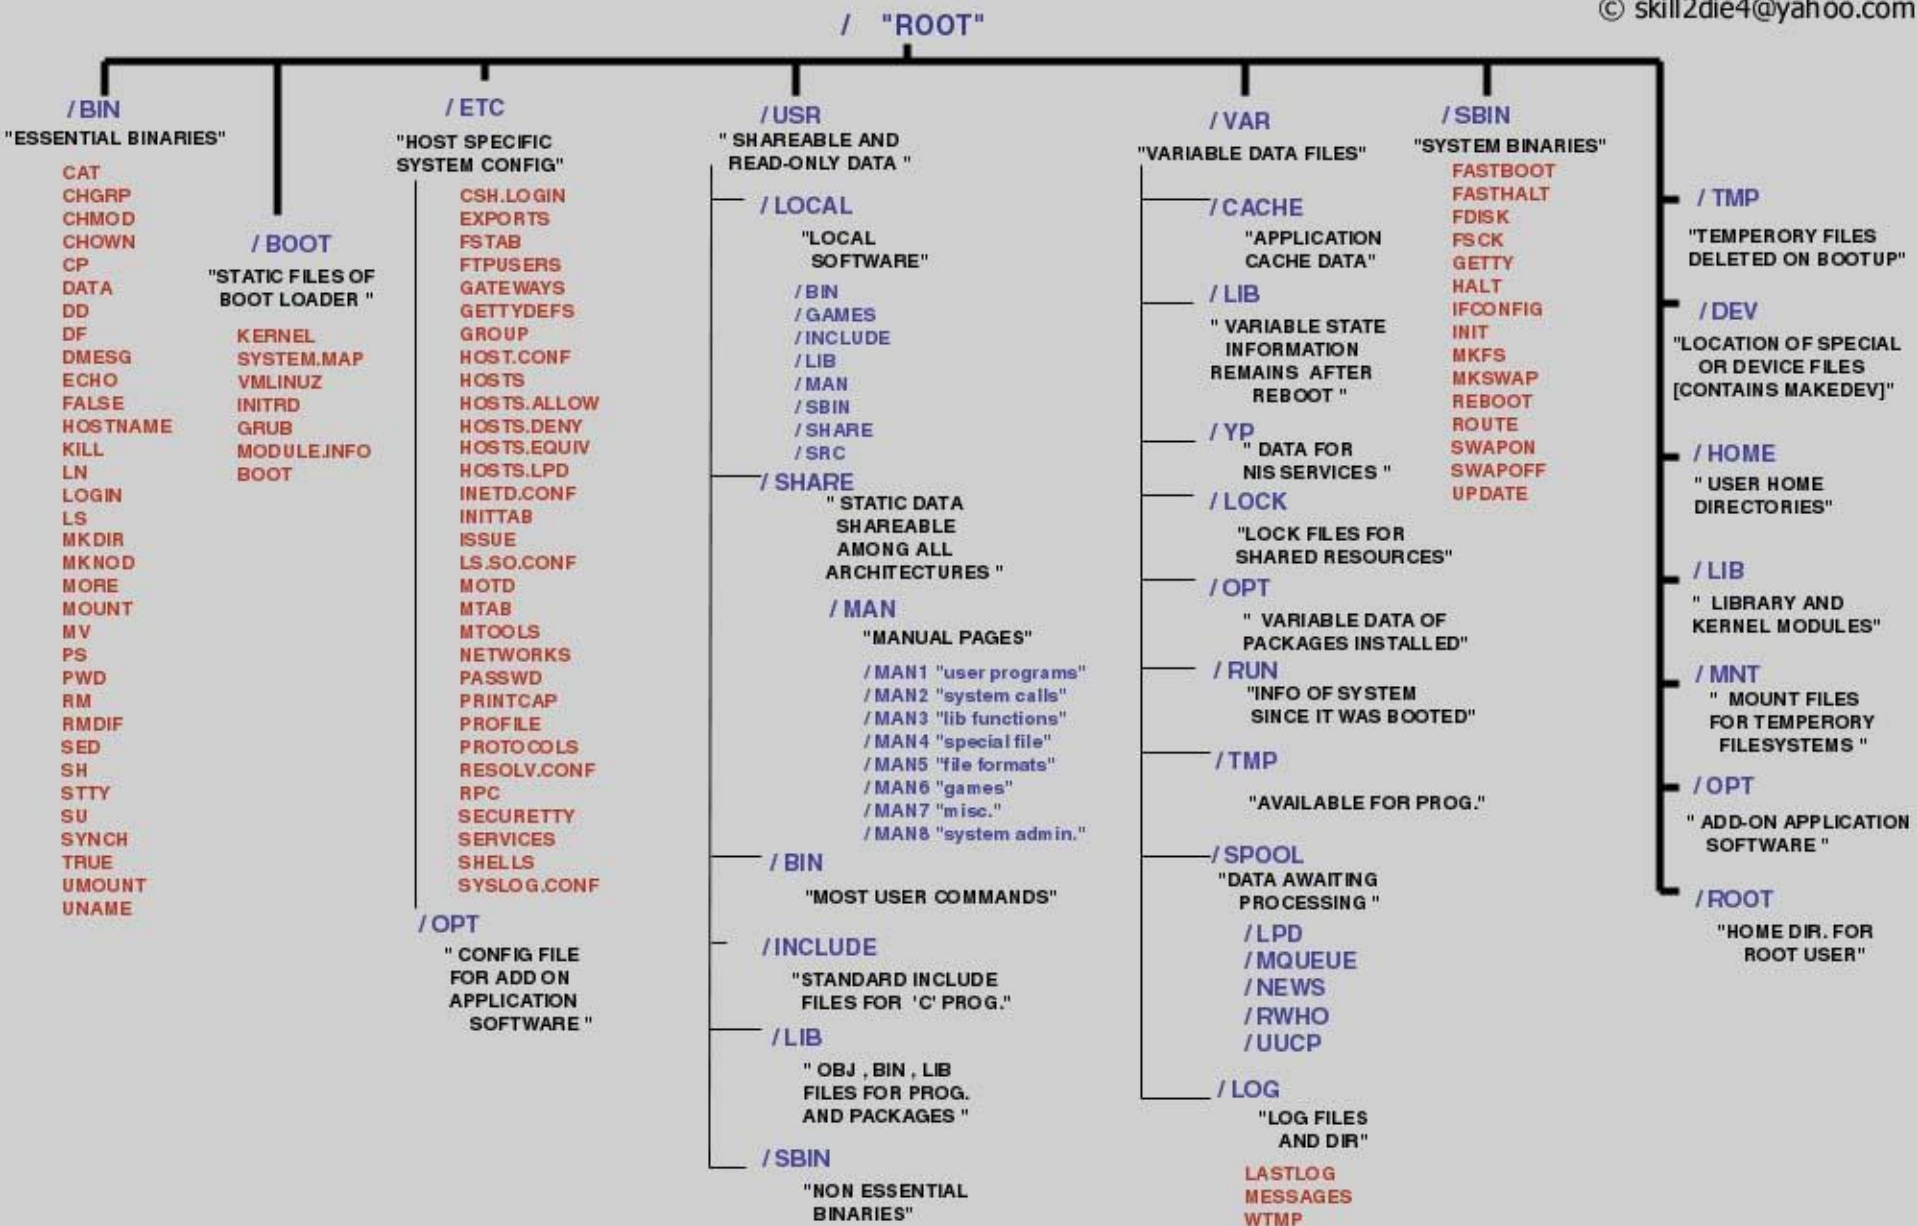 © skill2die4@yahoo.com
/ "ROOT"
/BIN
"ESSENTIAL BINARIES"
CAT
CHGRP
CHMOD
CHOWN
CP
DATA
DD
DF
DMESG
ECHO
FALSE
HOSTNAME
KILL
LN
LOGIN
LS
MKDIR
MKNOD
MORE
MOUNT
MV
PS
PWD
RM
RMDIF
SED
SH
STTY
SU
SYNCH
TRUE
UMOUNT
UNAME
/BOOT
"STATIC FILES OF
BOOT LOADER "
KERNEL
SYSTEM.MAP
VMLINUZ
INITRD
GRUB
MODULE.INFO
BOOT
/ETC
"HOST SPECIFIC
SYSTEM CONFIG"
CSH.LOGIN
EXPORTS
FSTAB
FTPUSERS
GATEWAYS
GETTYDEFS
GROUP
HOST.CONF
HOSTS
HOSTS.ALLOW
HOSTS.DENY
HOSTS.EQUIV
HOSTS.LPD
INETD.CONF
INITTAB
ISSUE
LS.SO.CONF
MOTD
MTAB
MTOOLS
NETWORKS
PASSWD
PRINTCAP
PROFILE
PROTOCOLS
RESOLV.CONF
RPC
SECURETTY
SERVICES
SHELLS
SYSLOG.CONF
/OPT
" CONFIG FILE
FOR ADD ON
APPLICATION
SOFTWARE "
/USR
" SHAREABLE AND
READ-ONLY DATA "
/LOCAL
"LOCAL
SOFTWARE"
/BIN
/GAMES
/INCLUDE
/LIB
/MAN
/SBIN
/SHARE
/SRC
/SHARE
" STATIC DATA
SHAREABLE
AMONG ALL
ARCHITECTURES "
/MAN
"MANUAL PAGES"
/MAN1 "user programs"
/MAN2 "system calls"
/MAN3 "lib functions"
/MAN4 "special file"
/MAN5 "file formats"
/MAN6 "games"
/MAN7 "misc."
/MAN8 "system admin."
/BIN
"MOST USER COMMANDS"
/INCLUDE
"STANDARD INCLUDE
FILES FOR 'C' PROG."
/LIB
" OBJ , BIN , LIB
FILES FOR PROG.
AND PACKAGES "
/SBIN
"NON ESSENTIAL
BINARIES"
/VAR
"VARIABLE DATA FILES"
/CACHE
"APPLICATION
CACHE DATA"
/LIB
" VARIABLE STATE
INFORMATION
REMAINS AFTER
REBOOT "
/YP
" DATA FOR
NIS SERVICES "
/LOCK
"LOCK FILES FOR
SHARED RESOURCES"
/OPT
" VARIABLE DATA OF
PACKAGES INSTALLED"
/RUN
"INFO OF SYSTEM
SINCE IT WAS BOOTED"
/TMP
"AVAILABLE FOR PROG."
/SPOOL
"DATA AWAITING
PROCESSING "
/LPD
/MQUEUE
/NEWS
/RWHO
/UUCP
/LOG
"LOG FILES
AND DIR"
LASTLOG
MESSAGES
WTMP
/SBIN
"SYSTEM BINARIES"
FASTBOOT
FASTHALT
FDISK
FSCK
GETTY
HALT
IFCONFIG
INIT
MKFS
MKSWAP
REBOOT
ROUTE
SWAPON
SWAPOFF
UPDATE
/TMP
"TEMPERORY FILES
DELETED ON BOOTUP"
/DEV
"LOCATION OF SPECIAL
OR DEVICE FILES
[CONTAINS MAKEDEV]"
/HOME
" USER HOME
DIRECTORIES"
/LIB
" LIBRARY AND
KERNEL MODULES"
/MNT
" MOUNT FILES
FOR TEMPERORY
FILESYSTEMS "
/OPT
" ADD-ON APPLICATION
SOFTWARE "
/ROOT
"HOME DIR. FOR
ROOT USER"